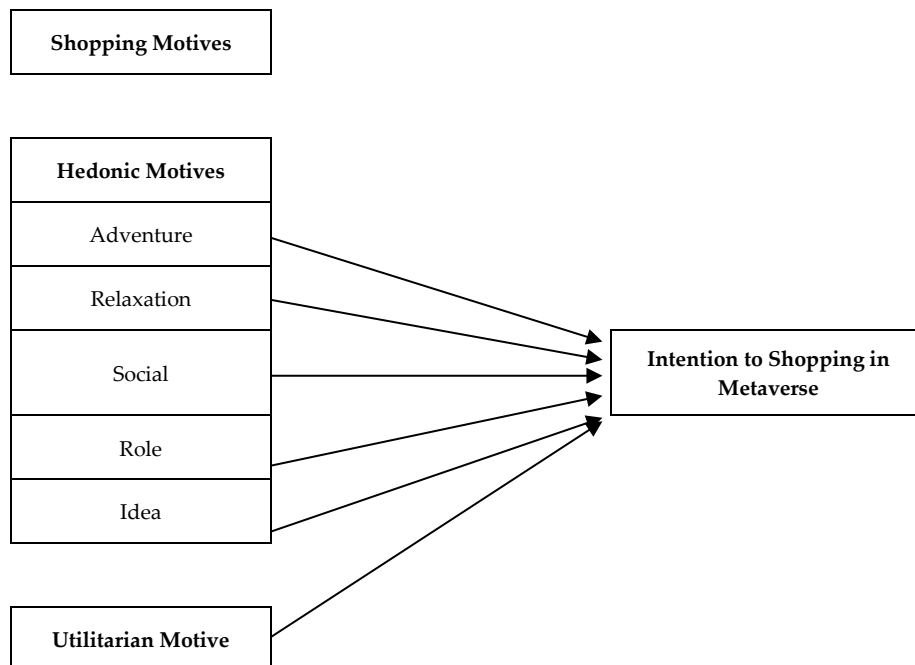 Shopping Motives
Hedonic Motives
Adventure
Relaxation
Social
Role
Idea
Utilitarian Motive
Intention to Shopping in
Metaverse